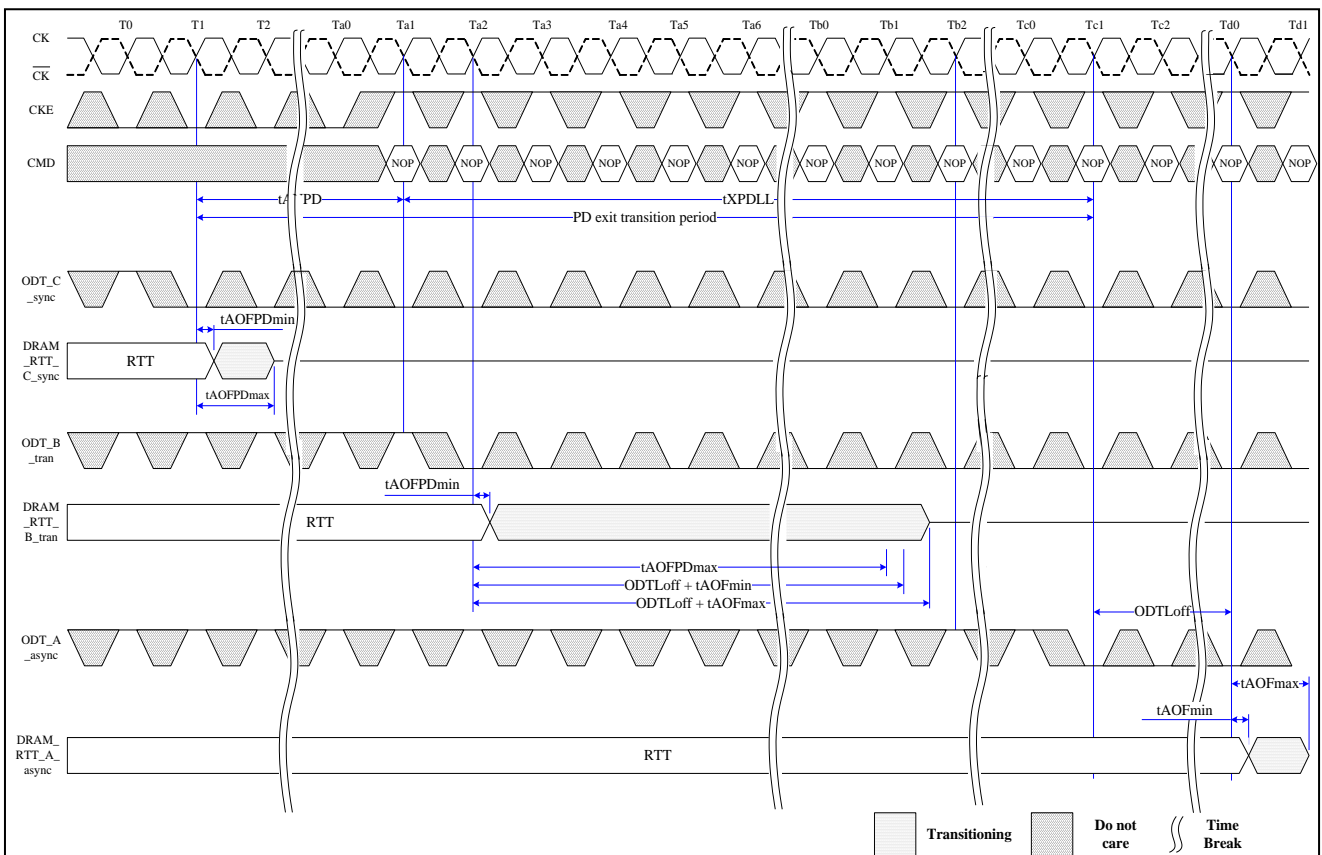 T0 T1 T2 Ta0 Ta1 Ta2 Ta3 Ta4 Ta5 Ta6 Tb0 Tb1 Tb2 Tc0 Tc1 Tc2 Td0 Td1
CK
CK
CKE
CMD
NOP NOP NOP NOP NOP NOP NOP NOP NOP NOP NOP NOP NOP NOP
tXPDLL
PD exit transition period
ODT_C
_sync
tAOFPDmin
DRAM
_RTT_
C_sync
RTT
tAOFPDmax
ODT_B
_tran
tAOFPDmin
DRAM
_RTT_
B_tran
RTT
tAOFPDmax
ODTLoff + tAOFmin
ODTLoff + tAOFmax
ODTLoff
ODT_A
_async
tAOFmax
tAOFmin
DRAM_
RTT_A_
async
RTT
Transitioning
Do not
care
Time
Break